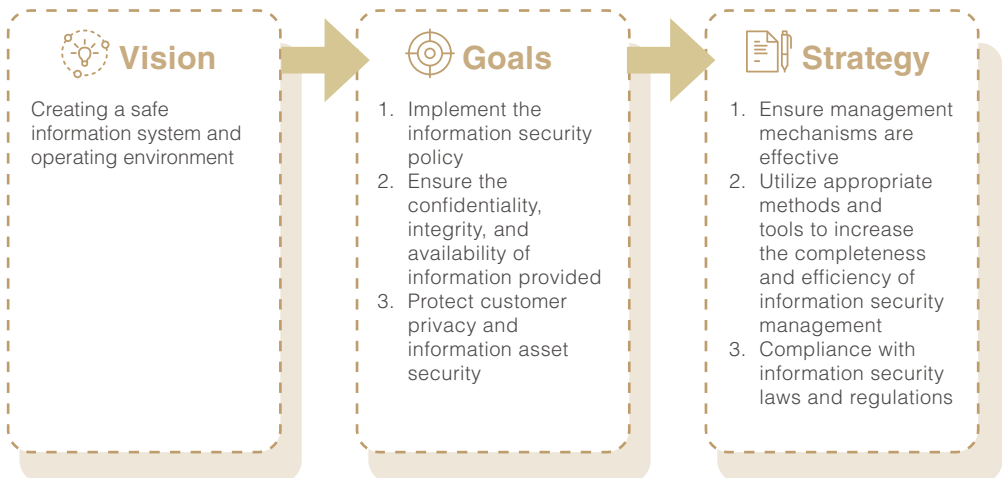 Vision
Creating a safe
information system and
operating environment
Goals
1. Implement the
information security
policy
2. Ensure the
confidentiality,
integrity, and
availability of
information provided
3. Protect customer
privacy and
information asset
security
Strategy
1. Ensure management
mechanisms are
effective
2. Utilize appropriate
methods and
tools to increase
the completeness
and efficiency of
information security
management
3. Compliance with
information security
laws and regulations